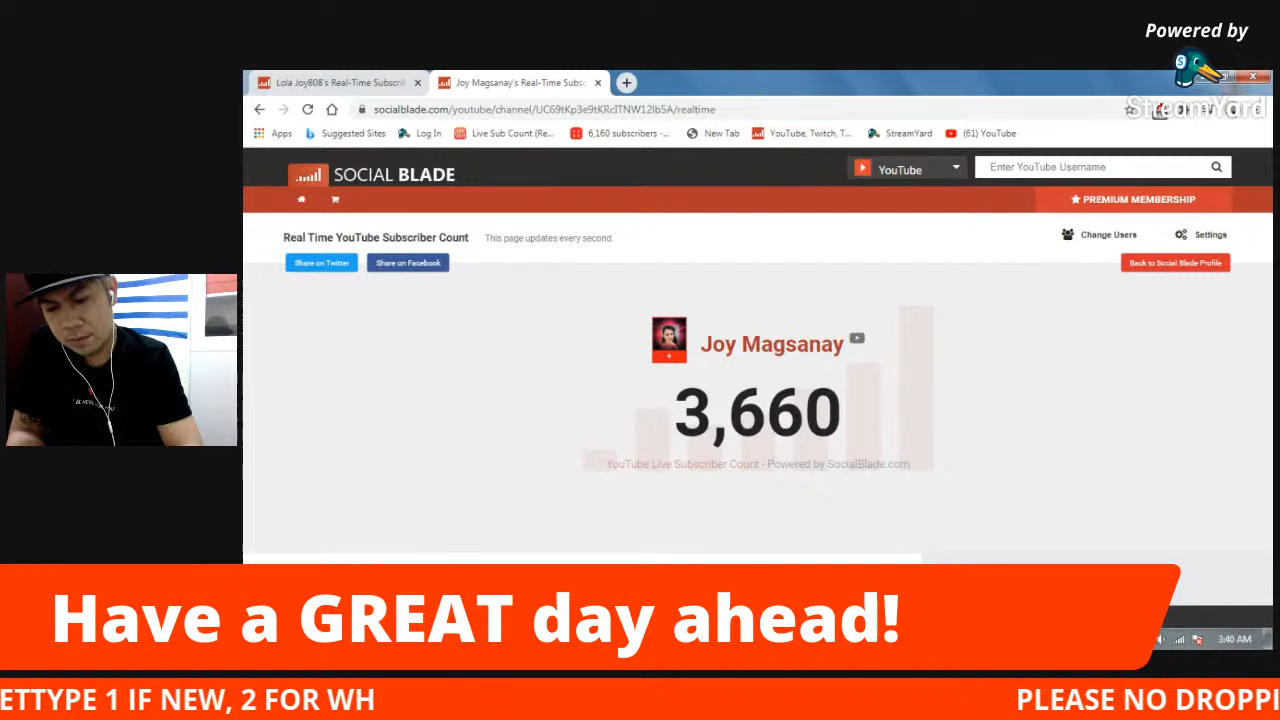 Powered by
StreamYard
Lola Joy808's Real-Time Subscrib
Joy Magsanay's Real-Time Subsc
socialblade.com/youtube/channel/UC69tKp3e9tKRcITNW12lb5A/realtime
Apps
Suggested Sites
Log In
Live Sub Count (Re...
6,160 subscribers -...
New Tab
YouTube, Twitch, T...
StreamYard
(61) YouTube
SOCIAL BLADE
YouTube
Enter YouTube Username
PREMIUM MEMBERSHIP
Real Time YouTube Subscriber Count
This page updates every second.
Change Users
Settings
Share on Twitter
Share on Facebook
Back to Social Blade Profile
Joy Magsanay
3,660
YouTube Live Subscriber Count - Powered by SocialBlade.com
Have a GREAT day ahead!
3:40 AM
ETTYPE 1 IF NEW, 2 FOR WH
PLEASE NO DROPPI